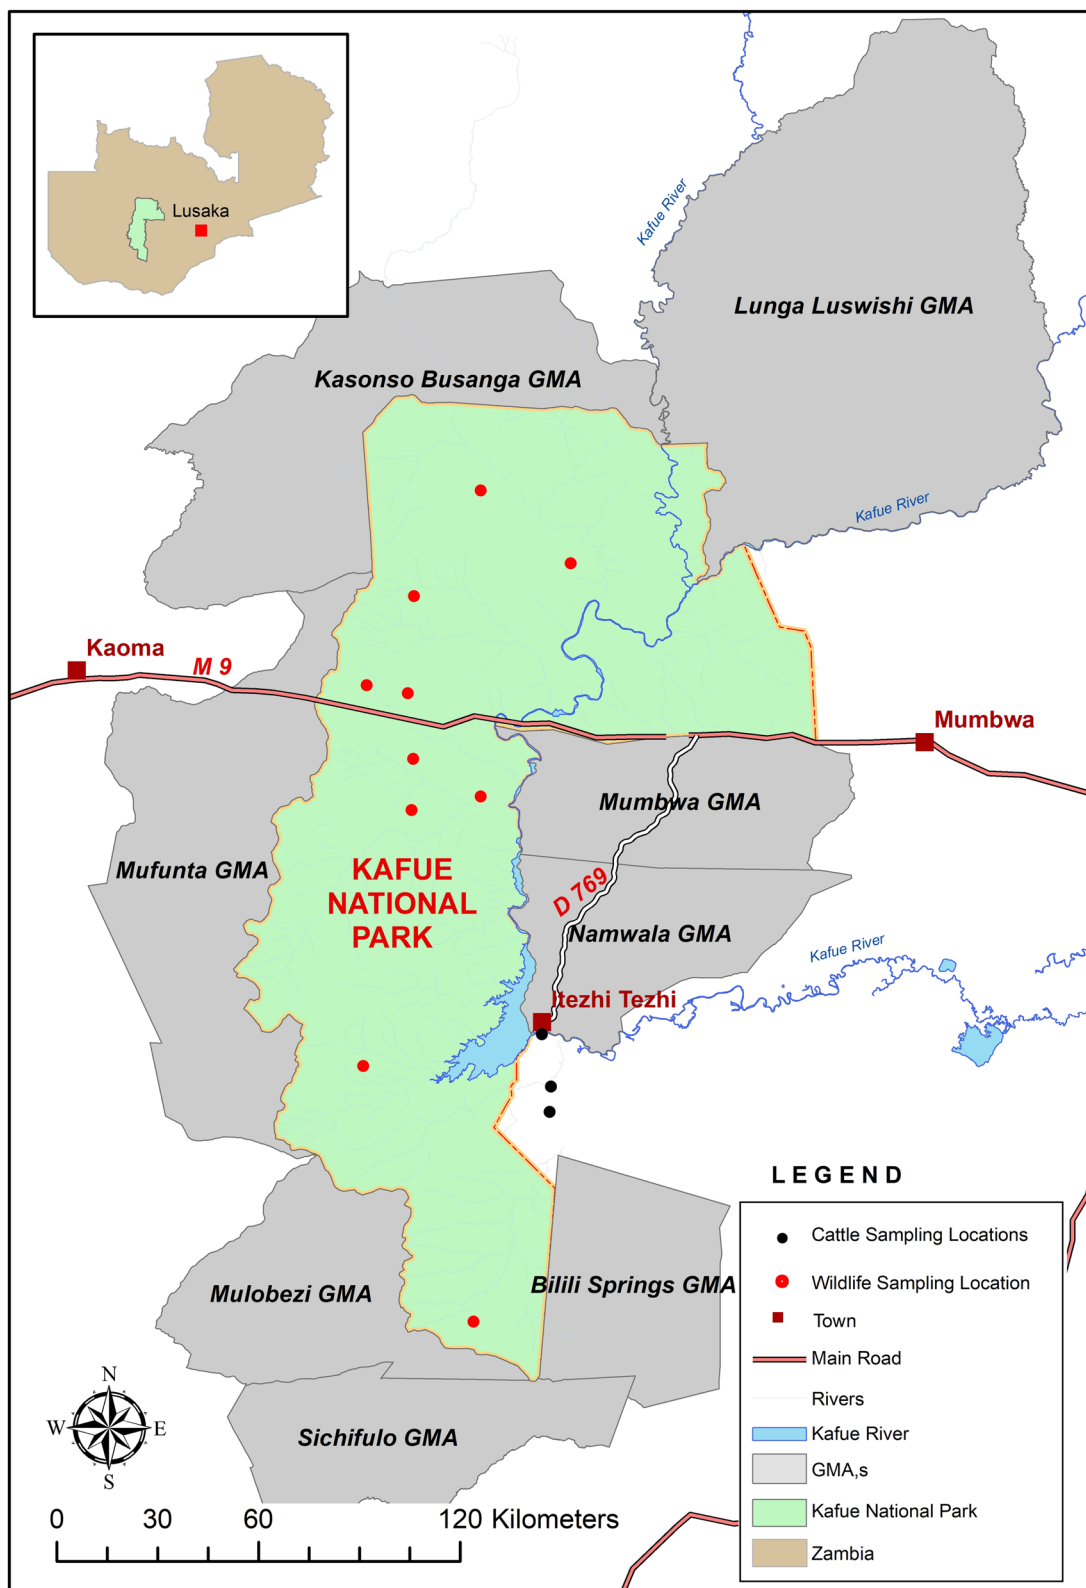 Lusaka
Kafue River
Lunga Luswishi GMA
Kasonso Busanga GMA
Kafue River
Kaoma
M 9
Mumbwa
Mumbwa GMA
Mufunta GMA
KAFUE
NATIONAL
PARK
D 769
Namwala GMA
Kafue River
Itezhi Tezhi
LEGEND
Cattle Sampling Locations
Wildlife Sampling Location
Town
Main Road
Rivers
Kafue River
GMA,s
Kafue National Park
Zambia
Bilili Springs GMA
Mulobezi GMA
Sichifulo GMA
N
W E
S
0 30 60 120 Kilometers